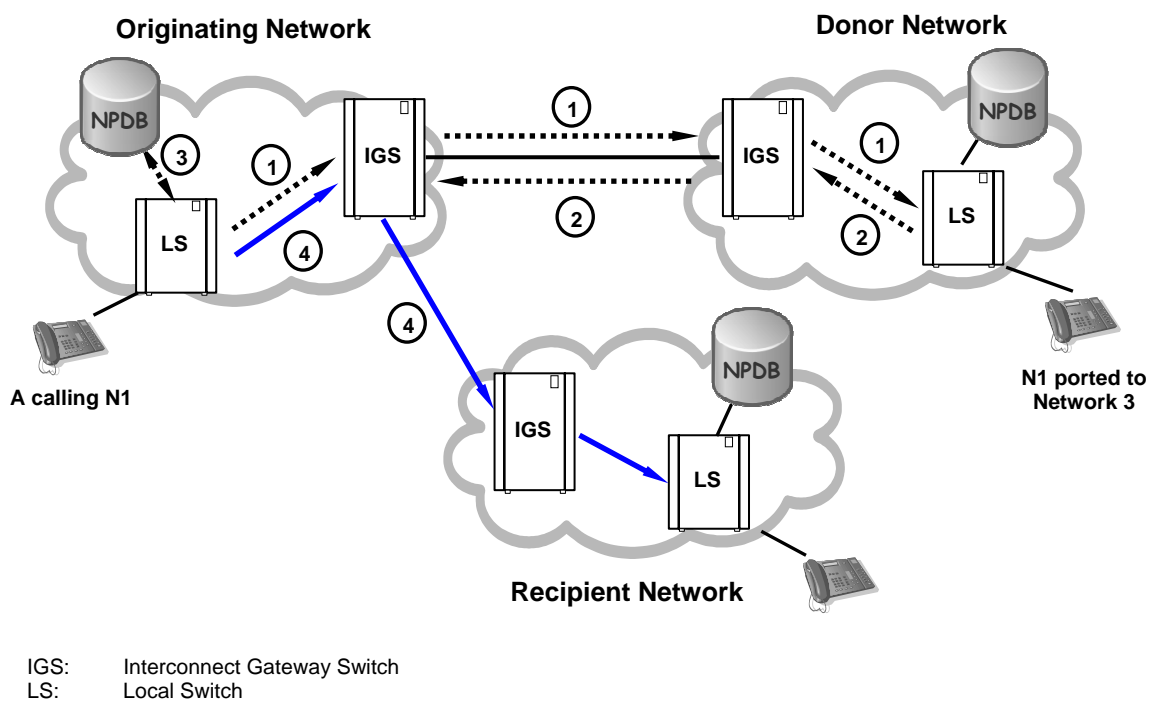 Originating Network
Donor Network
NPDB
NPDB
1
IGS
IGS
3
1
1
LS
LS
2
2
4
4
A calling N1
N1 ported to
Network 3
NPDB
IGS
LS
Recipient Network
IGS: Interconnect Gateway Switch
LS: Local Switch